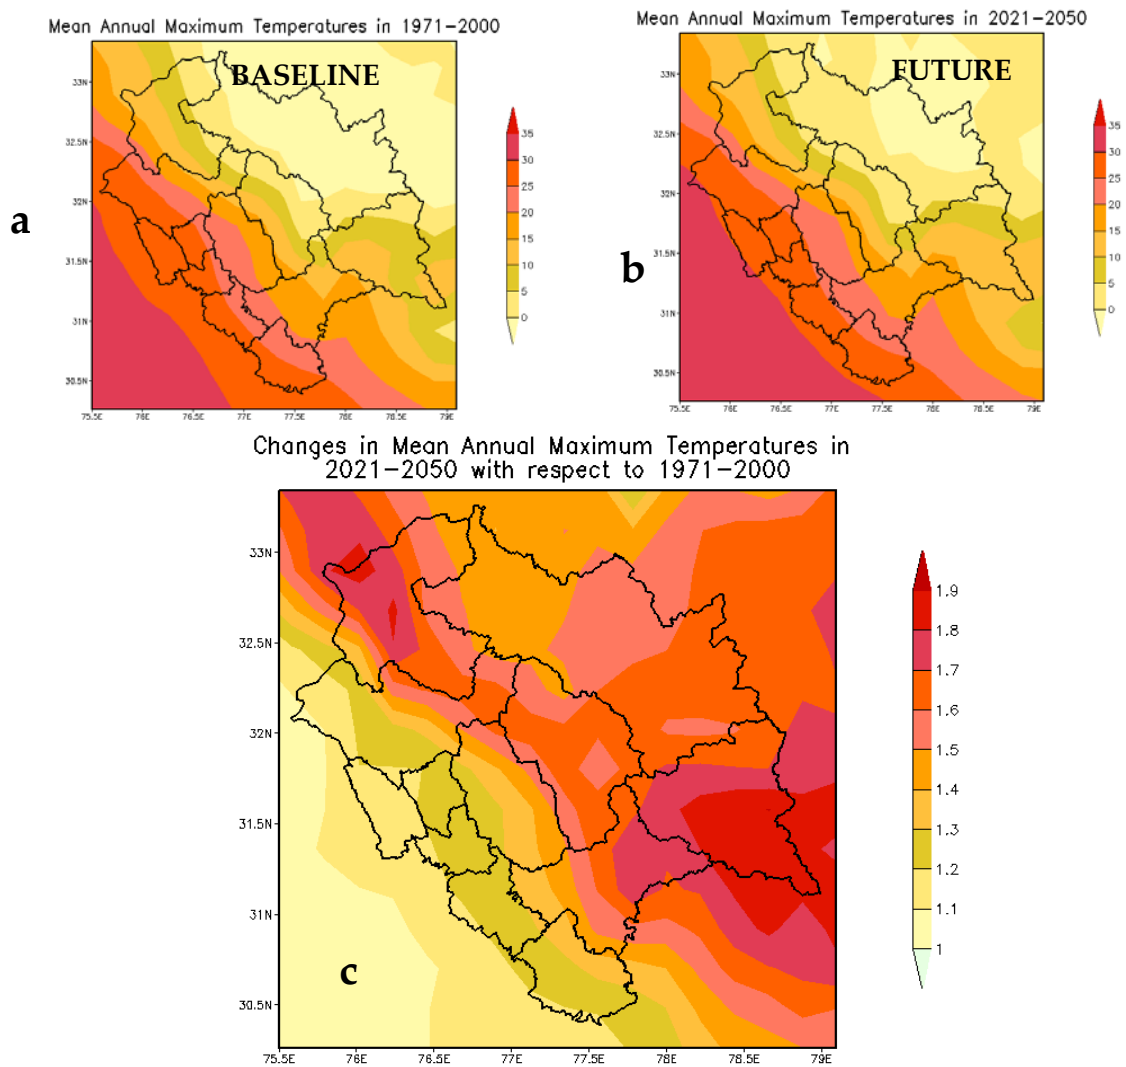 Mean Annual Maximum Temperatures in 1971-2000
BASELINE
33N
32.5N
32N
31.5N
31N
30.5N
75.5E 76E 76.5E 77E 77.5E 78E 78.5E 79E
35
30
25
20
15
10
5
0
a
Mean Annual Maximum Temperatures in 2021-2050
FUTURE
33N
32.5N
32N
31.5N
31N
30.5N
75.5E 76E 76.5E 77E 77.5E 78E 78.5E 79E
35
30
25
20
15
10
5
0
b
Changes in Mean Annual Maximum Temperatures in
2021-2050 with respect to 1971-2000
33N
32.5N
32N
31.5N
31N
30.5N
75.5E 76E 76.5E 77E 77.5E 78E 78.5E 79E
1.9
1.8
1.7
1.6
1.5
1.4
1.3
1.2
1.1
1
c